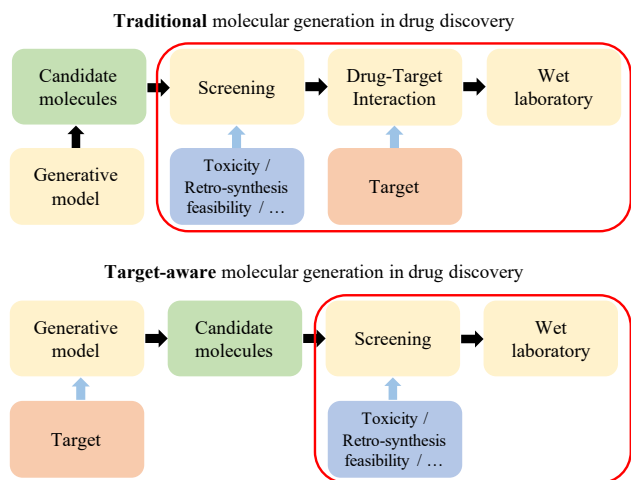 Traditional molecular generation in drug discovery
Candidate
molecules
Screening
Drug-Target
Interaction
Wet
laboratory
Generative
model
Toxicity /
Retro-synthesis
feasibility / …
Target
Target-aware molecular generation in drug discovery
Generative
model
Candidate
molecules
Screening
Wet
laboratory
Target
Toxicity /
Retro-synthesis
feasibility / …